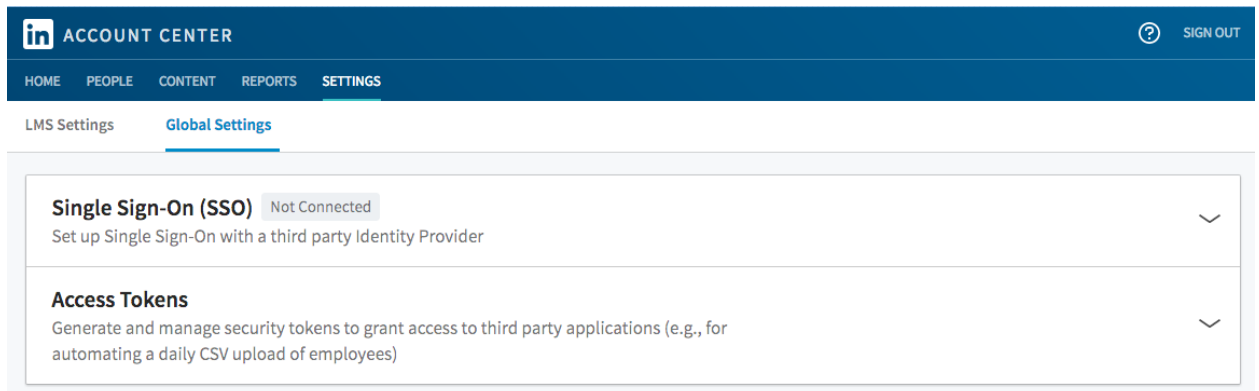 in ACCOUNT CENTER
? SIGN OUT
HOME PEOPLE CONTENT REPORTS SETTINGS
LMS Settings Global Settings
Single Sign-On (SSO) Not Connected
Set up Single Sign-On with a third party Identity Provider
Access Tokens
Generate and manage security tokens to grant access to third party applications (e.g., for
automating a daily CSV upload of employees)